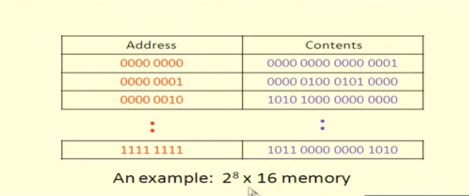 Address Contents
0000 0000 0000 0000 0000 0001
0000 0001 0000 0100 0101 0000
0000 0010 1010 1000 0000 0000
: :
1111 1111 1011 0000 0000 1010
An example: 2⁸ x 16 memory